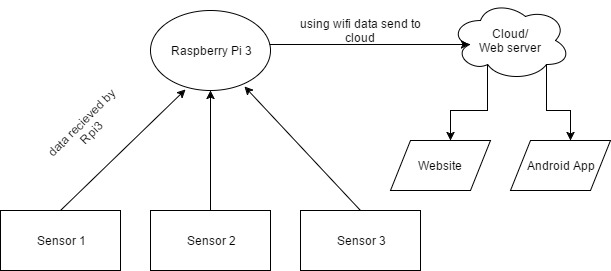 using wifi data send to
cloud
Cloud/
Web server
Raspberry Pi 3
data recieved by
Rpi3
Website
Android App
Sensor 1
Sensor 2
Sensor 3